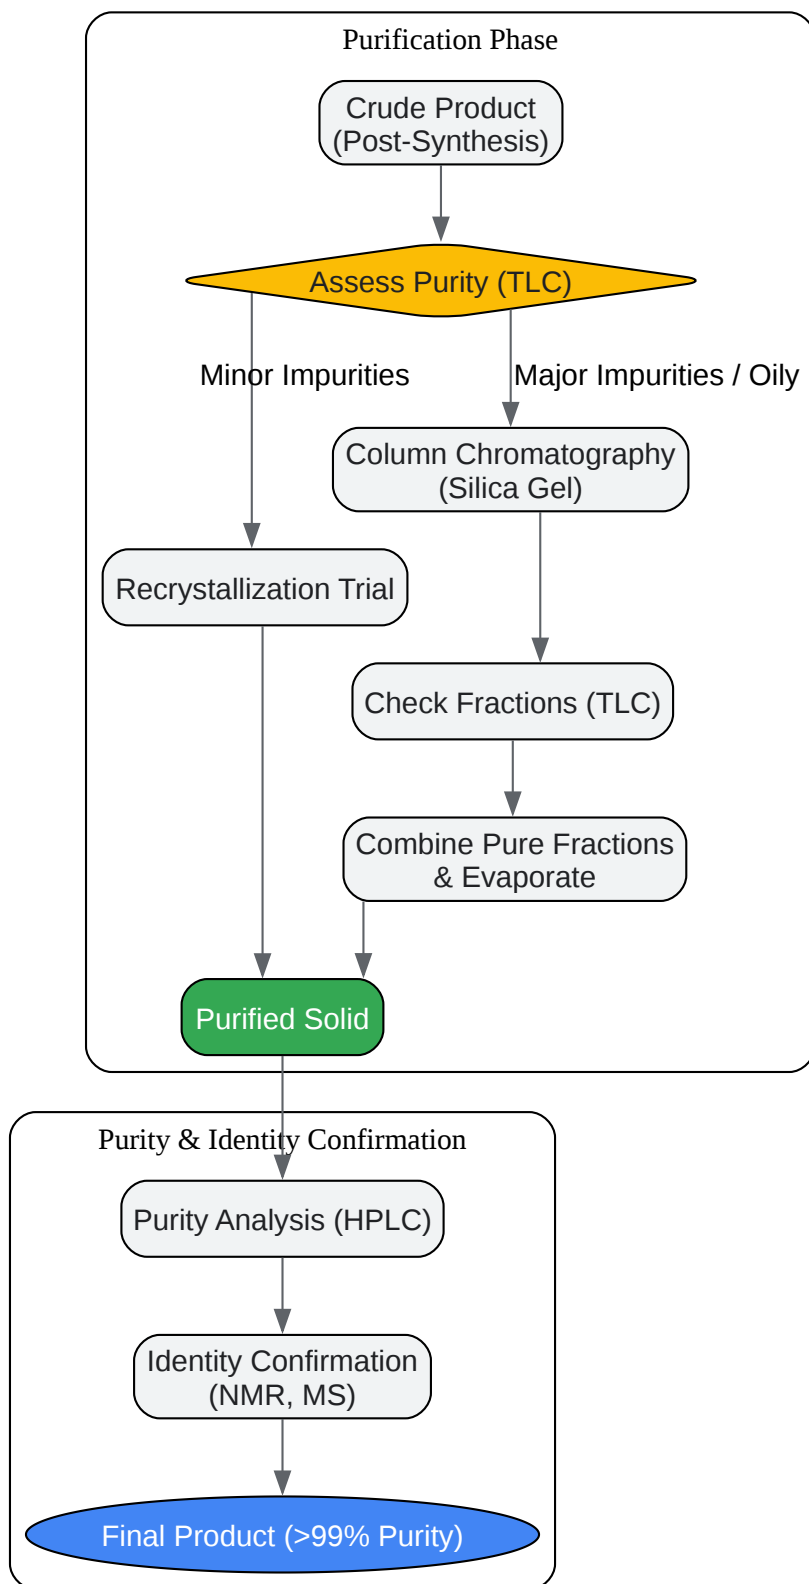 Purification Phase
Crude Product
(Post-Synthesis)
Assess Purity (TLC)
Minor Impurities
Major Impurities / Oily
Column Chromatography
(Silica Gel)
Recrystallization Trial
Check Fractions (TLC)
Combine Pure Fractions
& Evaporate
Purified Solid
Purity & Identity Confirmation
Purity Analysis (HPLC)
Identity Confirmation
(NMR, MS)
Final Product (>99% Purity)